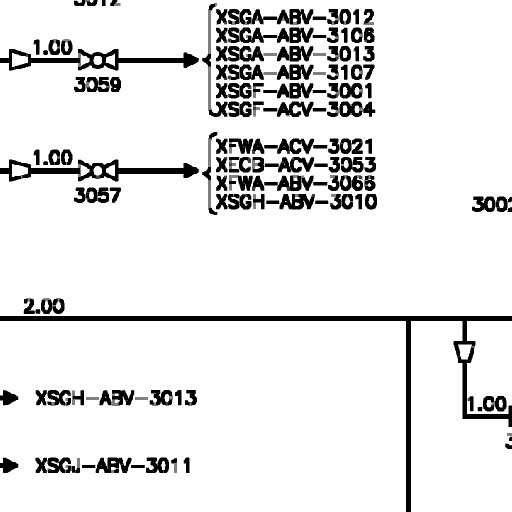 3012
XSGA-ABV-3012
XSGA-ABV-3106
1.00
XSGA-ABV-3013
XSGA-ABV-3107
3059
XSGF-ABV-3001
XSGF-ACV-3004
XFWA-ACV-3021
1.00
XECB-ACV-3053
XFWA-ABV-3066
3057
XSGH-ABV-3010
3002
2.00
XSGH-ABV-3013
1.00
XSGJ-ABV-3011